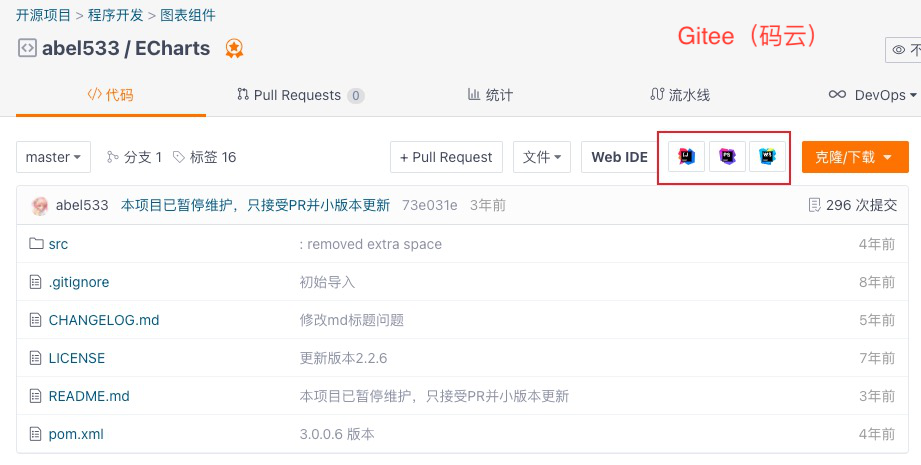 开源项目 > 程序开发 > 图表组件
Gitee（码云）
abel533 / ECharts
不
代码 Pull Requests 0 统计 流水线 DevOps
master 分支 1 标签 16 + Pull Request 文件 Web IDE IJ PS WS 克隆/下载
abel533 本项目已暂停维护，只接受PR并小版本更新 73e031e 3年前 296 次提交
src : removed extra space 4年前
.gitignore 初始导入 8年前
CHANGELOG.md 修改md标题问题 5年前
LICENSE 更新版本2.2.6 7年前
README.md 本项目已暂停维护，只接受PR并小版本更新 3年前
pom.xml 3.0.0.6 版本 4年前